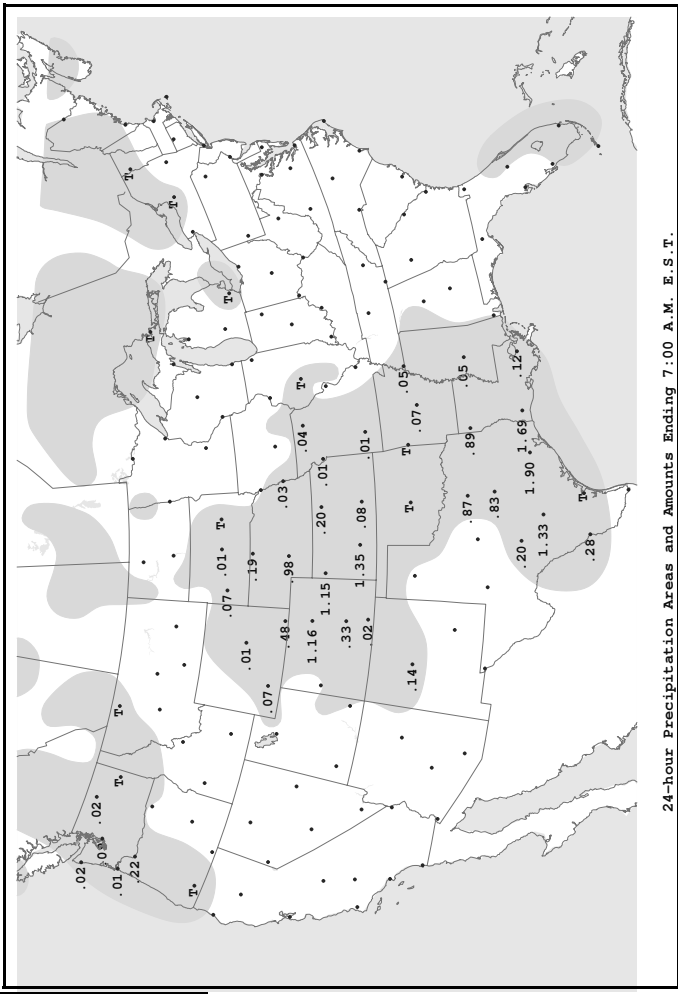 .02
.02
.01
T
T
T
.22
T
T
T
.01
T
.07
T
.01
.19
.07
.03
.48
.98
T
.04
1.16
.20
.01
1.15
.33
1.35
.08
.01
.02
.05
T
T
.14
.07
.05
.87
.89
.83
.12
.20
1.69
1.90
1.33
T
.28
24-hour Precipitation Areas and Amounts Ending 7:00 A.M. E.S.T.